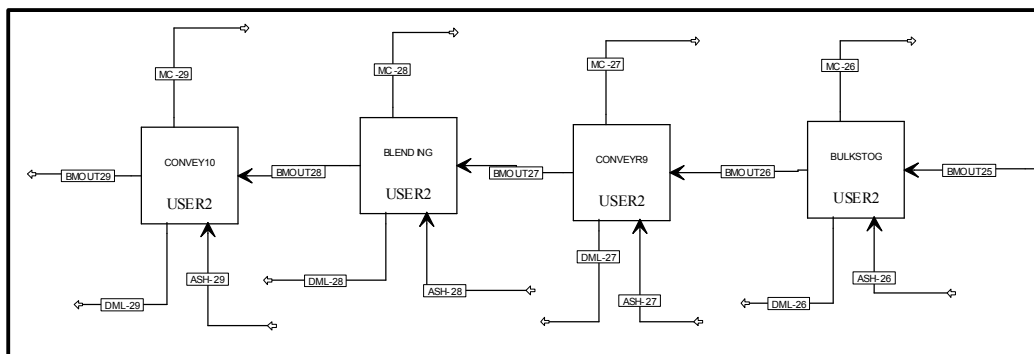 MC-29
MC-28
MC-27
MC-26
CONVEY10
USER2
BLENDING
USER2
CONVEYR9
USER2
BULKSTOG
USER2
BMOUT29
BMOUT28
BMOUT27
BMOUT26
BMOUT25
DML-29
ASH-29
DML-28
ASH-28
DML-27
ASH-27
DML-26
ASH-26